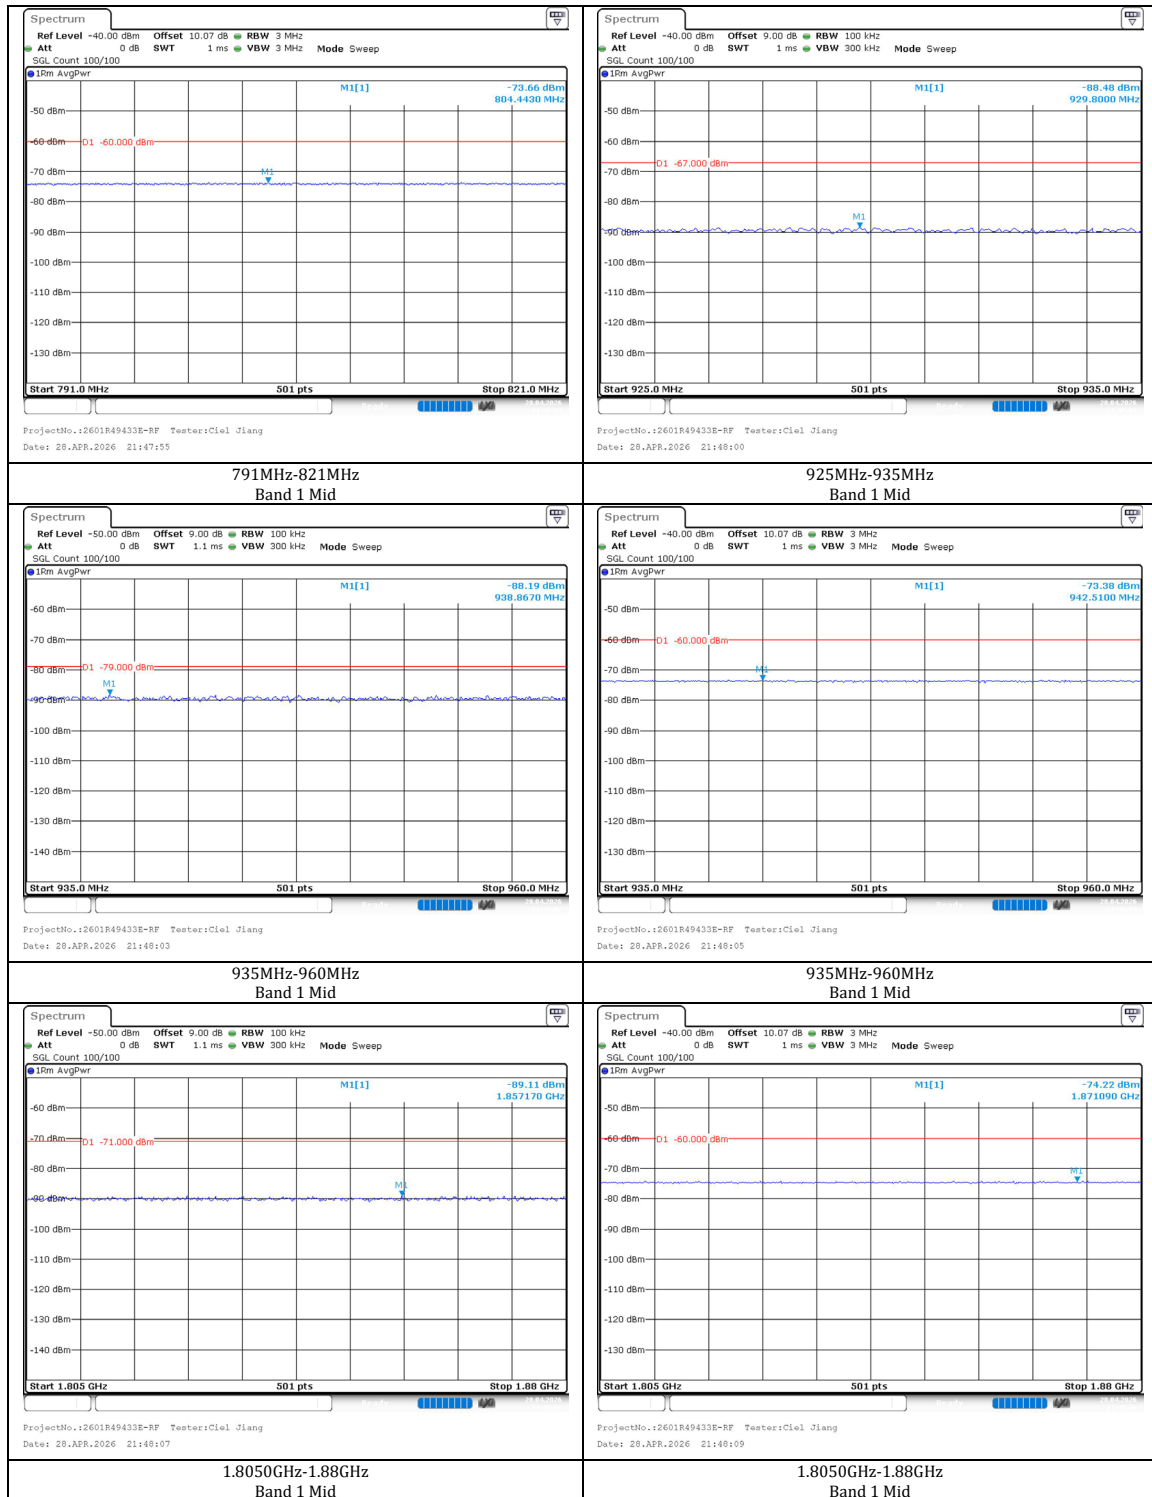 Spectrum
Ref Level -40.00 dBm Offset 10.07 dB RBW 3 MHz
Att 0 dB SWT 1 ms VBW 3 MHz Mode Sweep
SGL Count 100/100
1Rm AvgPwr
M1[1] -73.66 dBm
804.4430 MHz
-50 dBm
-60 dBm D1 -60.000 dBm
M1
-70 dBm
-80 dBm
-90 dBm
-100 dBm
-110 dBm
-120 dBm
-130 dBm
Start 791.0 MHz 501 pts Stop 821.0 MHz
28.04.2026
ProjectNo.:2601R49433E-RF Tester:Ciel Jiang
Date: 28.APR.2026 21:47:55
791MHz-821MHz
Band 1 Mid
Spectrum
Ref Level -40.00 dBm Offset 9.00 dB RBW 100 kHz
Att 0 dB SWT 1 ms VBW 300 kHz Mode Sweep
SGL Count 100/100
1Rm AvgPwr
M1[1] -88.48 dBm
929.8000 MHz
-50 dBm
-60 dBm
D1 -67.000 dBm
-70 dBm
-80 dBm
M1
-90 dBm
-100 dBm
-110 dBm
-120 dBm
-130 dBm
Start 925.0 MHz 501 pts Stop 935.0 MHz
28.04.2026
ProjectNo.:2601R49433E-RF Tester:Ciel Jiang
Date: 28.APR.2026 21:48:00
925MHz-935MHz
Band 1 Mid
Spectrum
Ref Level -50.00 dBm Offset 9.00 dB RBW 100 kHz
Att 0 dB SWT 1.1 ms VBW 300 kHz Mode Sweep
SGL Count 100/100
1Rm AvgPwr
M1[1] -88.19 dBm
938.8670 MHz
-60 dBm
-70 dBm
-80 dBm D1 -79.000 dBm
M1
-90 dBm
-100 dBm
-110 dBm
-120 dBm
-130 dBm
-140 dBm
Start 935.0 MHz 501 pts Stop 960.0 MHz
28.04.2026
ProjectNo.:2601R49433E-RF Tester:Ciel Jiang
Date: 28.APR.2026 21:48:03
935MHz-960MHz
Band 1 Mid
Spectrum
Ref Level -40.00 dBm Offset 10.07 dB RBW 3 MHz
Att 0 dB SWT 1 ms VBW 3 MHz Mode Sweep
SGL Count 100/100
1Rm AvgPwr
M1[1] -73.38 dBm
942.5100 MHz
-50 dBm
-60 dBm D1 -60.000 dBm
-70 dBm M1
-80 dBm
-90 dBm
-100 dBm
-110 dBm
-120 dBm
-130 dBm
Start 935.0 MHz 501 pts Stop 960.0 MHz
28.04.2026
ProjectNo.:2601R49433E-RF Tester:Ciel Jiang
Date: 28.APR.2026 21:48:05
935MHz-960MHz
Band 1 Mid
Spectrum
Ref Level -50.00 dBm Offset 9.00 dB RBW 100 kHz
Att 0 dB SWT 1.1 ms VBW 300 kHz Mode Sweep
SGL Count 100/100
1Rm AvgPwr
M1[1] -89.11 dBm
1.857170 GHz
-60 dBm
-70 dBm D1 -71.000 dBm
-80 dBm
M1
-90 dBm
-100 dBm
-110 dBm
-120 dBm
-130 dBm
-140 dBm
Start 1.805 GHz 501 pts Stop 1.88 GHz
28.04.2026
ProjectNo.:2601R49433E-RF Tester:Ciel Jiang
Date: 28.APR.2026 21:48:07
1.8050GHz-1.88GHz
Band 1 Mid
Spectrum
Ref Level -40.00 dBm Offset 10.07 dB RBW 3 MHz
Att 0 dB SWT 1 ms VBW 3 MHz Mode Sweep
SGL Count 100/100
1Rm AvgPwr
M1[1] -74.22 dBm
1.871090 GHz
-50 dBm
-60 dBm D1 -60.000 dBm
-70 dBm M1
-80 dBm
-90 dBm
-100 dBm
-110 dBm
-120 dBm
-130 dBm
Start 1.805 GHz 501 pts Stop 1.88 GHz
28.04.2026
ProjectNo.:2601R49433E-RF Tester:Ciel Jiang
Date: 28.APR.2026 21:48:09
1.8050GHz-1.88GHz
Band 1 Mid